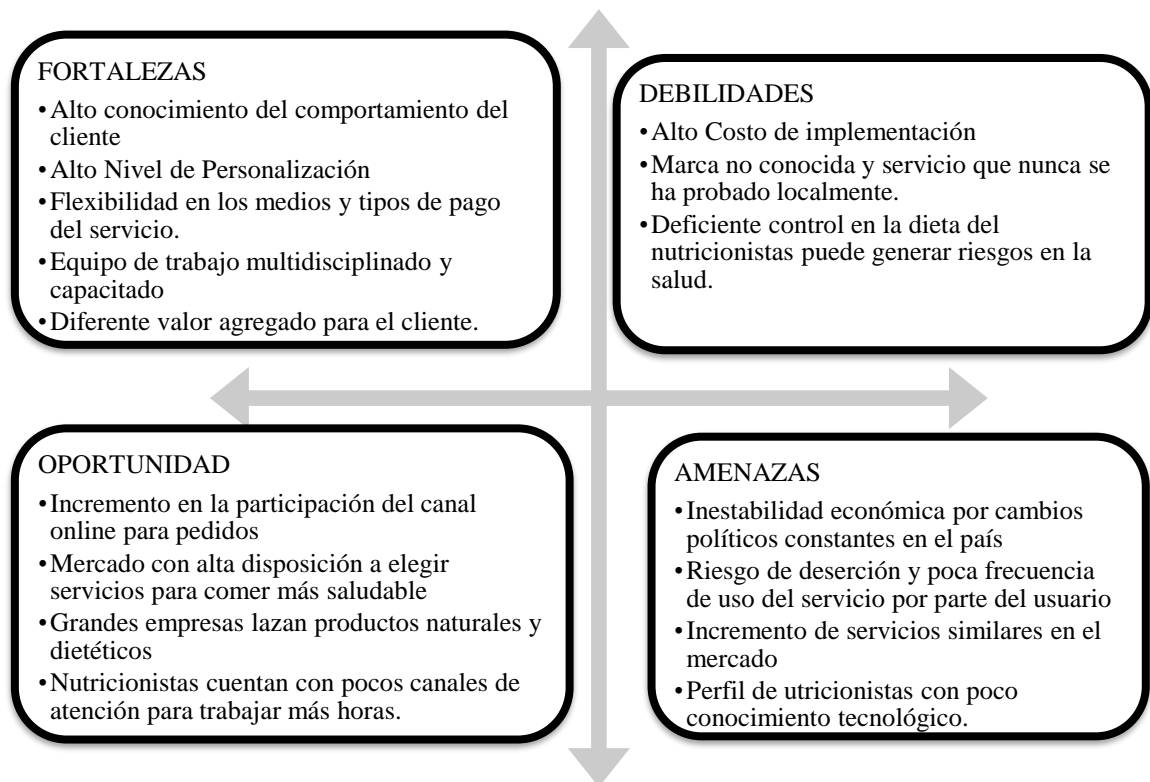 FORTALEZAS
•Alto conocimiento del comportamiento del
cliente
•Alto Nivel de Personalización
•Flexibilidad en los medios y tipos de pago
del servicio.
•Equipo de trabajo multidisciplinado y
capacitado
•Diferente valor agregado para el cliente.
DEBILIDADES
•Alto Costo de implementación
•Marca no conocida y servicio que nunca se
ha probado localmente.
•Deficiente control en la dieta del
nutricionistas puede generar riesgos en la
salud.
OPORTUNIDAD
•Incremento en la participación del canal
online para pedidos
•Mercado con alta disposición a elegir
servicios para comer más saludable
•Grandes empresas lazan productos naturales y
dietéticos
•Nutricionistas cuentan con pocos canales de
atención para trabajar más horas.
AMENAZAS
•Inestabilidad económica por cambios
políticos constantes en el país
•Riesgo de deserción y poca frecuencia
de uso del servicio por parte del usuario
•Incremento de servicios similares en el
mercado
•Perfil de utricionistas con poco
conocimiento tecnológico.